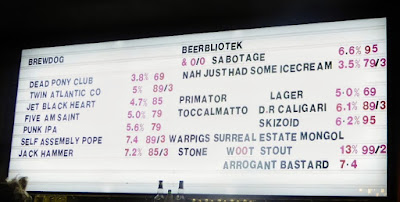 BREWDOG
DEAD PONY CLUB 3.8% 69
TWIN ATLANTIC CO 5% 89/3
JET BLACK HEART 4.7% 85
FIVE AM SAINT 5.0% 79
PUNK IPA 5.6% 79
SELF ASSEMBLY POPE 7.4 89/3
JACK HAMMER 7.2% 85/3
BEERBLIOTEK
& 0/0 SABOTAGE 6.6% 95
NAH JUST HAD SOME ICECREAM 3.5% 79/3
PRIMATOR LAGER 5.0% 69
TOCCALMATTO D.R CALIGARI 6.1% 89/3
SKIZOID 6.2% 95
WARPIGS SURREAL ESTATE MONGOL
STONE WOOT STOUT 13% 99/2
ARROGANT BASTARD 7.4